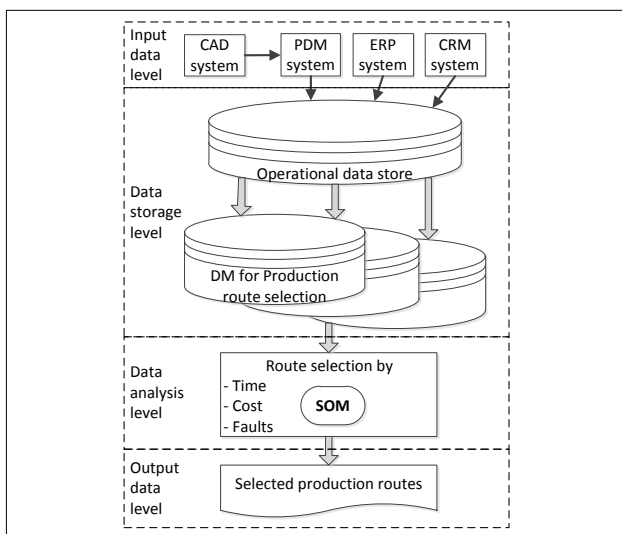 Input
data
level
CAD
system
PDM
system
ERP
system
CRM
system
Operational data store
Data
storage
level
DM for Production
route selection
Data
analysis
level
Route selection by
- Time
- Cost
- Faults
SOM
Output
data
level
Selected production routes